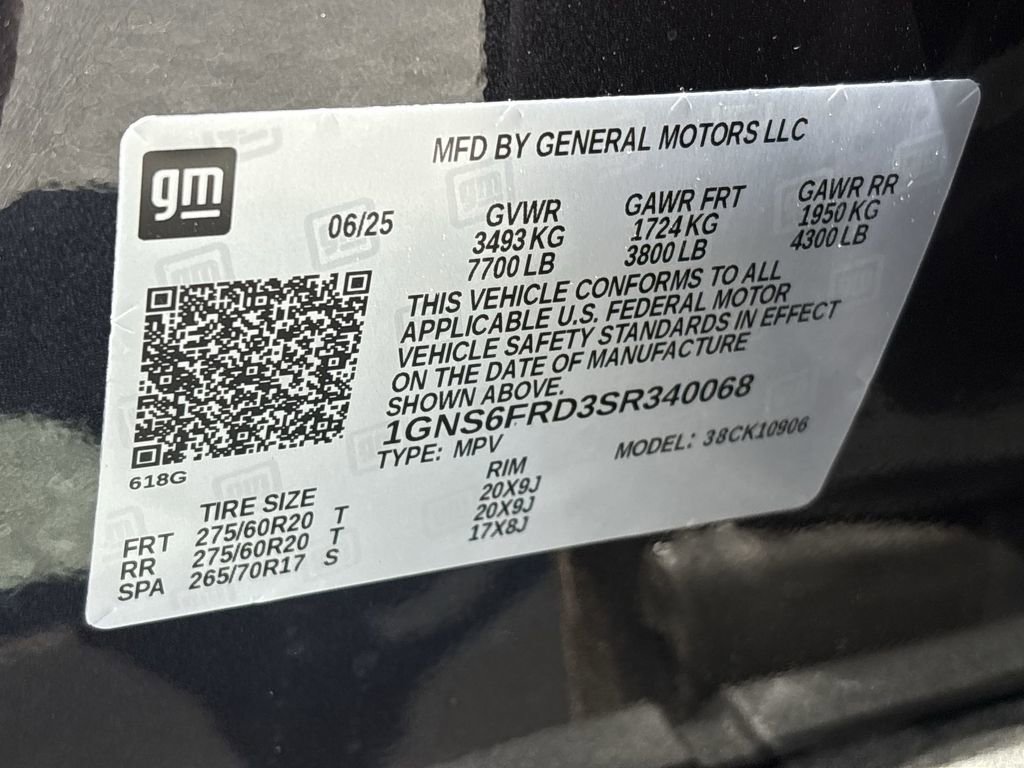 MFD BY GENERAL MOTORS LLC
gm
06/25
GVWR GAWR FRT GAWR RR
3493 KG 1724 KG 1950 KG
7700 LB 3800 LB 4300 LB
THIS VEHICLE CONFORMS TO ALL
APPLICABLE U.S. FEDERAL MOTOR
VEHICLE SAFETY STANDARDS IN EFFECT
ON THE DATE OF MANUFACTURE
SHOWN ABOVE.
1GNS6FRD3SR340068
TYPE: MPV MODEL: 38CK10906
618G
TIRE SIZE RIM
FRT 275/60R20 T 20X9J
RR 275/60R20 T 20X9J
SPA 265/70R17 S 17X8J